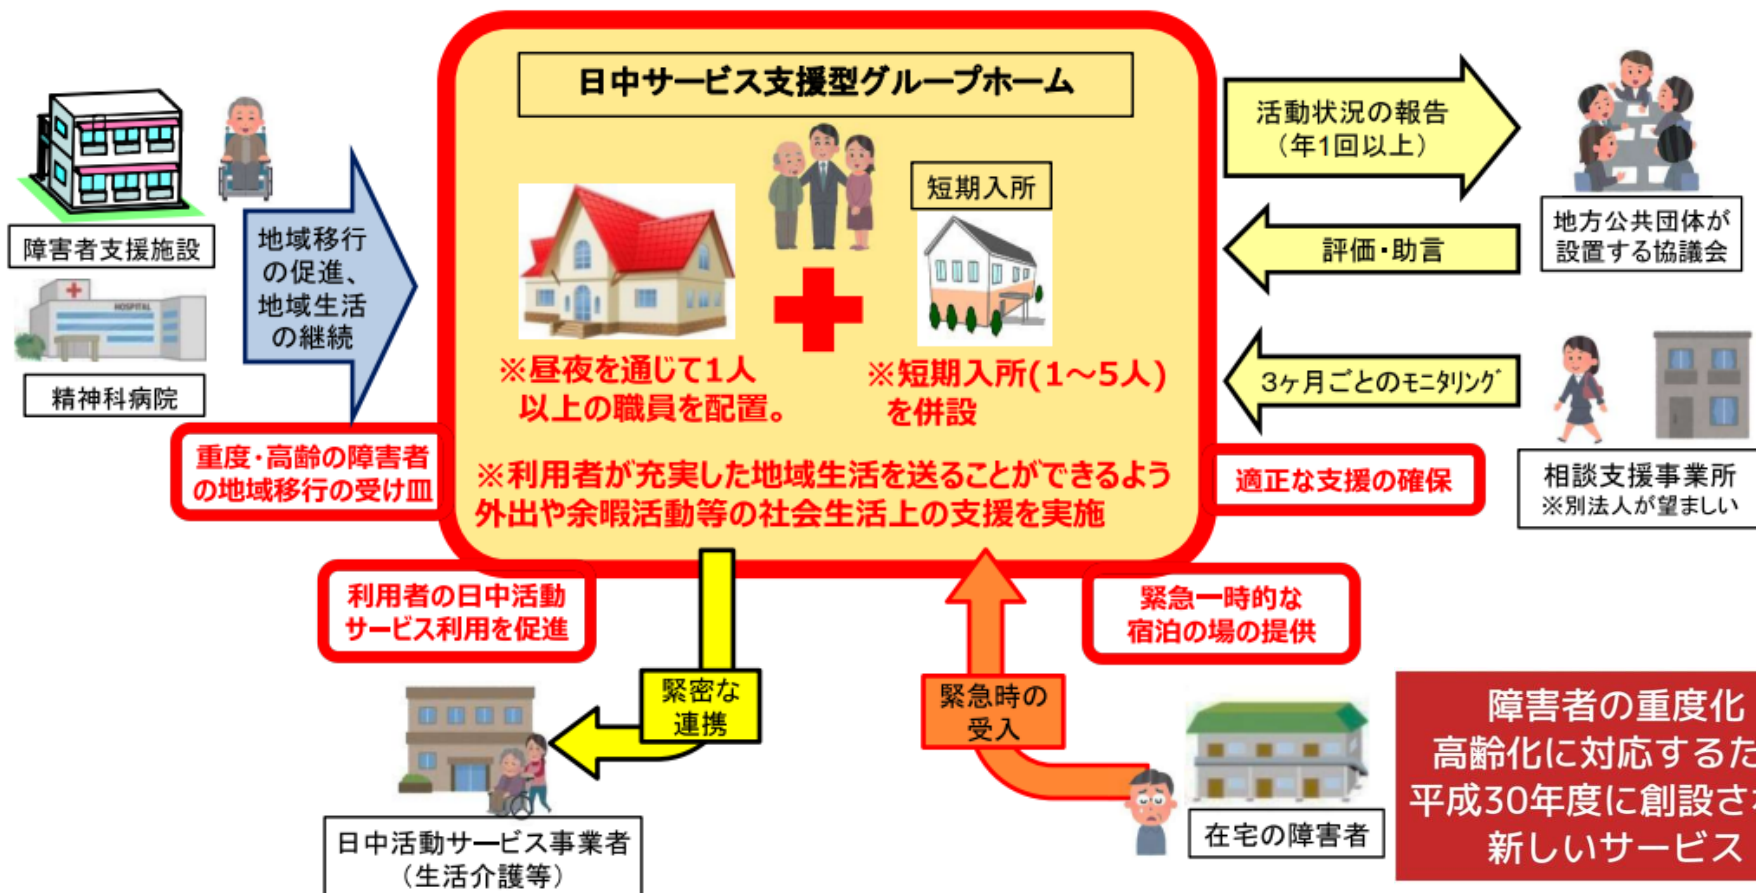 日中サービス支援型グループホーム
短期入所
※昼夜を通じて1人
以上の職員を配置。
※短期入所(1～5人)
を併設
※利用者が充実した地域生活を送ることができるよう
外出や余暇活動等の社会生活上の支援を実施
障害者支援施設
精神科病院
HOSPITAL
地域移行
の促進、
地域生活
の継続
重度・高齢の障害者
の地域移行の受け皿
活動状況の報告
（年1回以上）
評価・助言
地方公共団体が
設置する協議会
3ヶ月ごとのモニタリング
相談支援事業所
※別法人が望ましい
適正な支援の確保
利用者の日中活動
サービス利用を促進
緊密な
連携
日中活動サービス事業者
（生活介護等）
緊急一時的な
宿泊の場の提供
緊急時の
受入
在宅の障害者
障害者の重度化
高齢化に対応するた
平成30年度に創設さ
新しいサービス